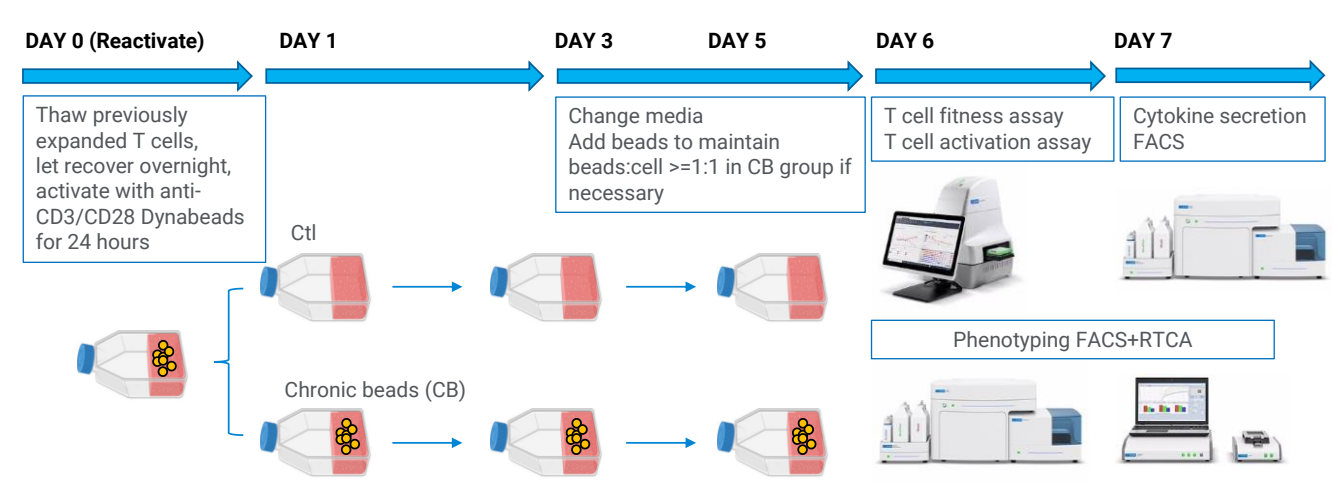 DAY 0 (Reactivate)
DAY 1
DAY 3
DAY 5
DAY 6
DAY 7
Thaw previously
expanded T cells,
let recover overnight,
activate with anti-
CD3/CD28 Dynabeads
for 24 hours
Change media
Add beads to maintain
beads:cell >=1:1 in CB group if
necessary
T cell fitness assay
T cell activation assay
Cytokine secretion
FACS
Ctl
Chronic beads (CB)
Phenotyping FACS+RTCA